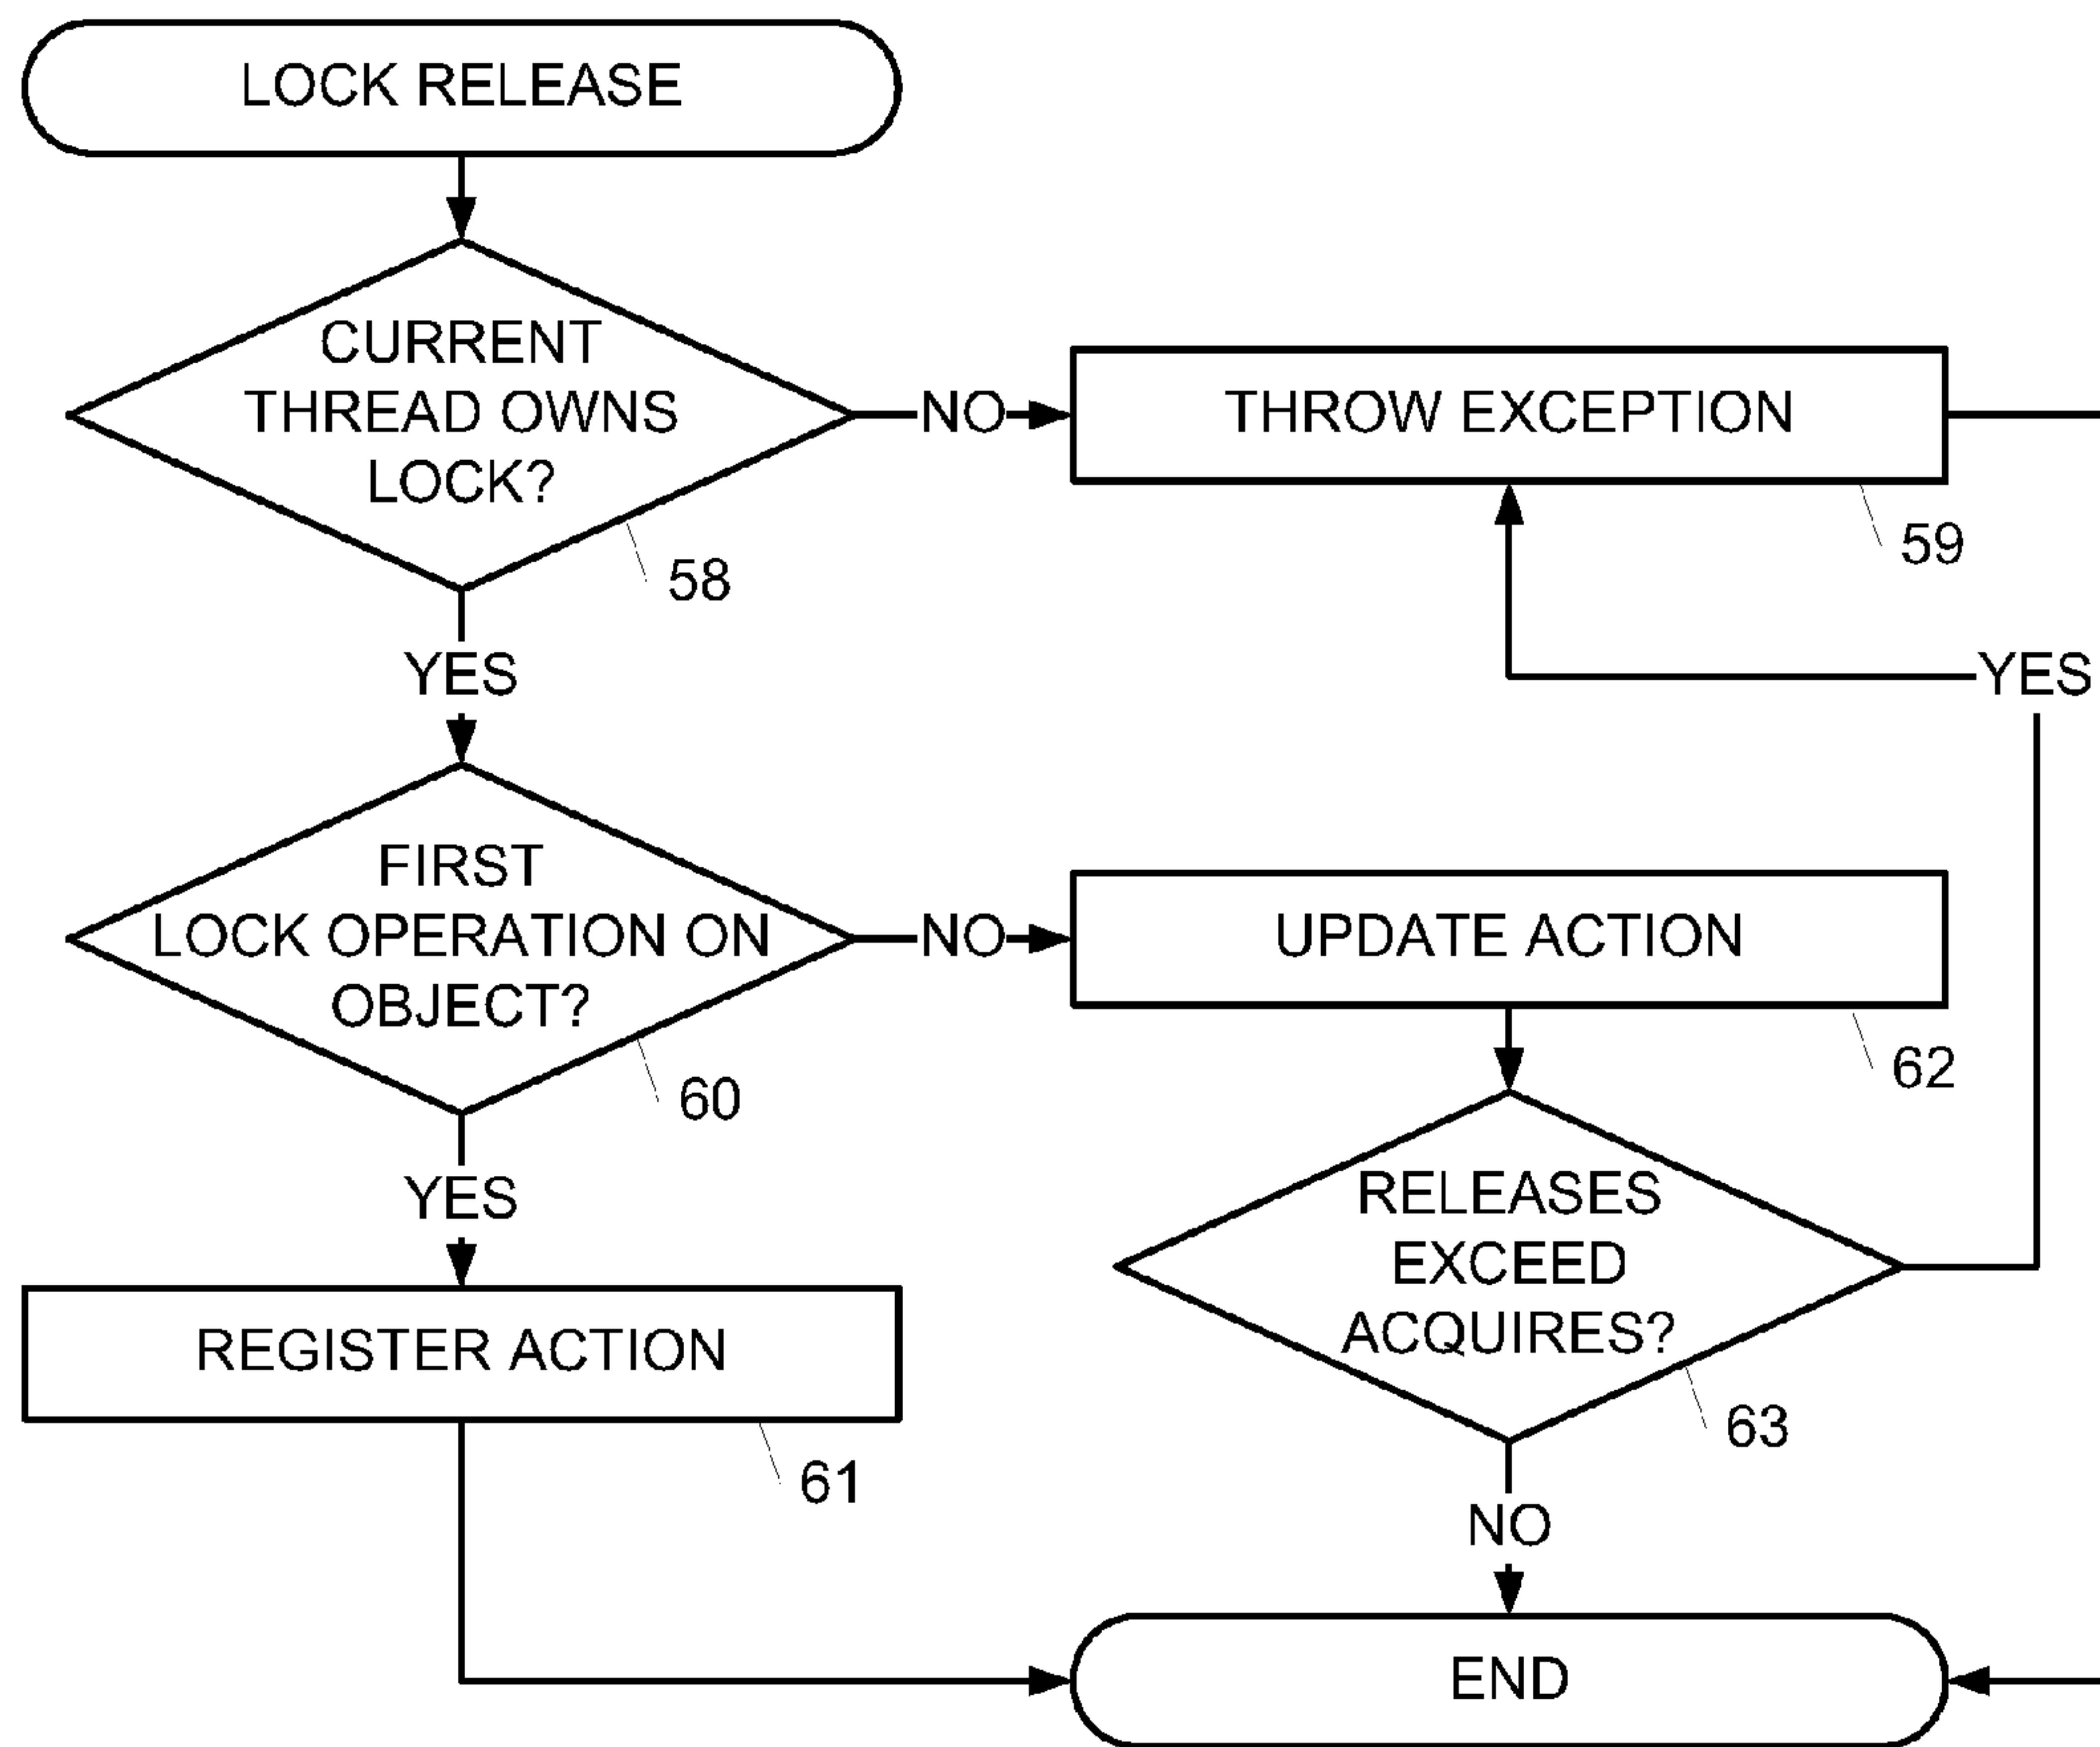 LOCK RELEASE
CURRENT
THREAD OWNS
LOCK?
NO
THROW EXCEPTION
58
59
YES
YES
FIRST
LOCK OPERATION ON
OBJECT?
NO
UPDATE ACTION
60
62
YES
RELEASES
EXCEED
ACQUIRES?
REGISTER ACTION
61
63
NO
END